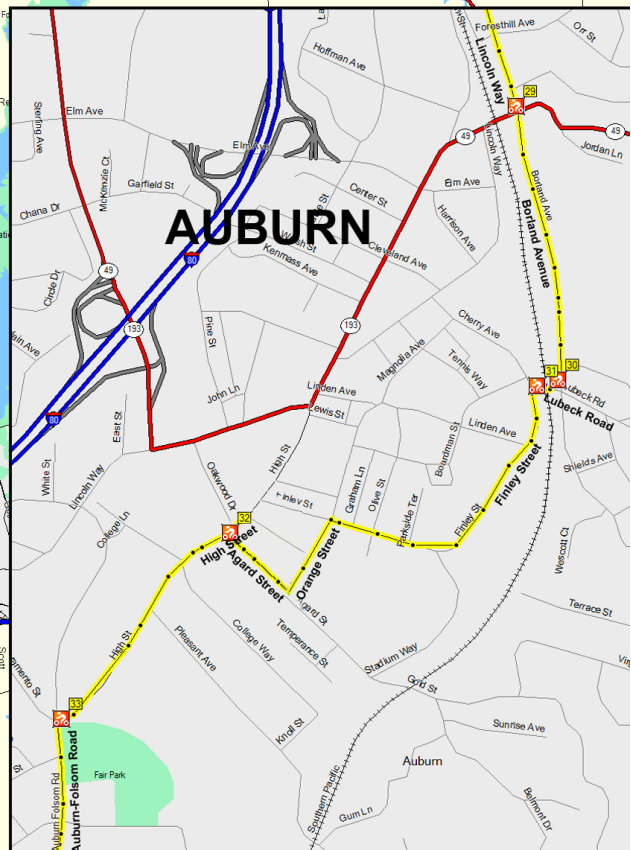 Foresthill Ave
Orr St
Hoffman Ave
Lincoln Way
29
49
49
Elm Ave
Sterling Ave
Elm Ave
Lincoln Way
Jordan Ln
McKenzie Ct
Garfield St
Center St
Elm Ave
Borland Ave
Chana Dr
AUBURN
Harrison Ave
Borland Avenue
Walsh St
Cleveland Ave
Kenmass Ave
80
49
Circle Dr
193
193
Pine St
Cherry Ave
Magnolia Ave
Tennis Way
31
30
John Ln
Linden Ave
Lubeck Rd
Lubeck Road
Lewis St
80
East St
Linden Ave
Boardman St
High St
Finley Street
Shields Ave
White St
Lincoln Way
Oakwood Dr
Graham Ln
Olive St
Finley St
Parkside Ter
Finley St
College Ln
32
High Street
Agard Street
Orange Street
Wescott Ct
Agard St
Terrace St
High St
Pleasant Ave
College Way
Temperance St
Stadium Way
Gold St
33
Knoll St
Sunrise Ave
Auburn-Folsom Road
Auburn Folsom Rd
Fair Park
Auburn
Southern Pacific
Gum Ln
Belmont Dr